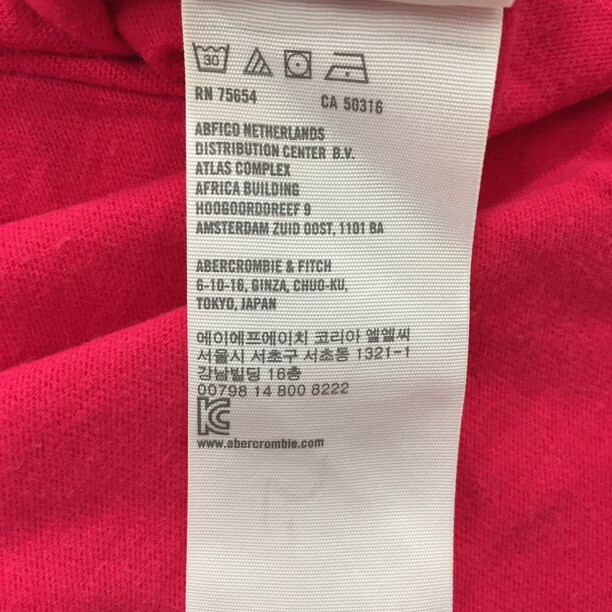 30
RN 75654 CA 50316
ABFICO NETHERLANDS
DISTRIBUTION CENTER B.V.
ATLAS COMPLEX
AFRICA BUILDING
HOOGOORDDREEF 9
AMSTERDAM ZUID OOST, 1101 BA
ABERCROMBIE & FITCH
6-10-16, GINZA, CHUO-KU,
TOKYO, JAPAN
에이에프에이치 코리아 엘엘씨
서울시 서초구 서초동 1321-1
강남빌딩 16층
00798 14 800 8222
www.abercrombie.com